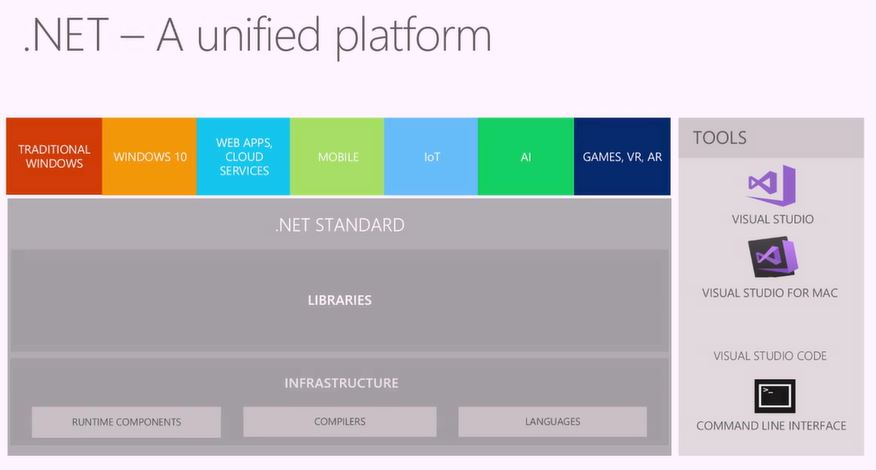 .NET – A unified platform
TRADITIONAL
WINDOWS
WINDOWS 10
WEB APPS,
CLOUD
SERVICES
MOBILE
IoT
AI
GAMES, VR, AR
.NET STANDARD
LIBRARIES
INFRASTRUCTURE
RUNTIME COMPONENTS
COMPILERS
LANGUAGES
TOOLS
VISUAL STUDIO
VISUAL STUDIO FOR MAC
VISUAL STUDIO CODE
>_
COMMAND LINE INTERFACE